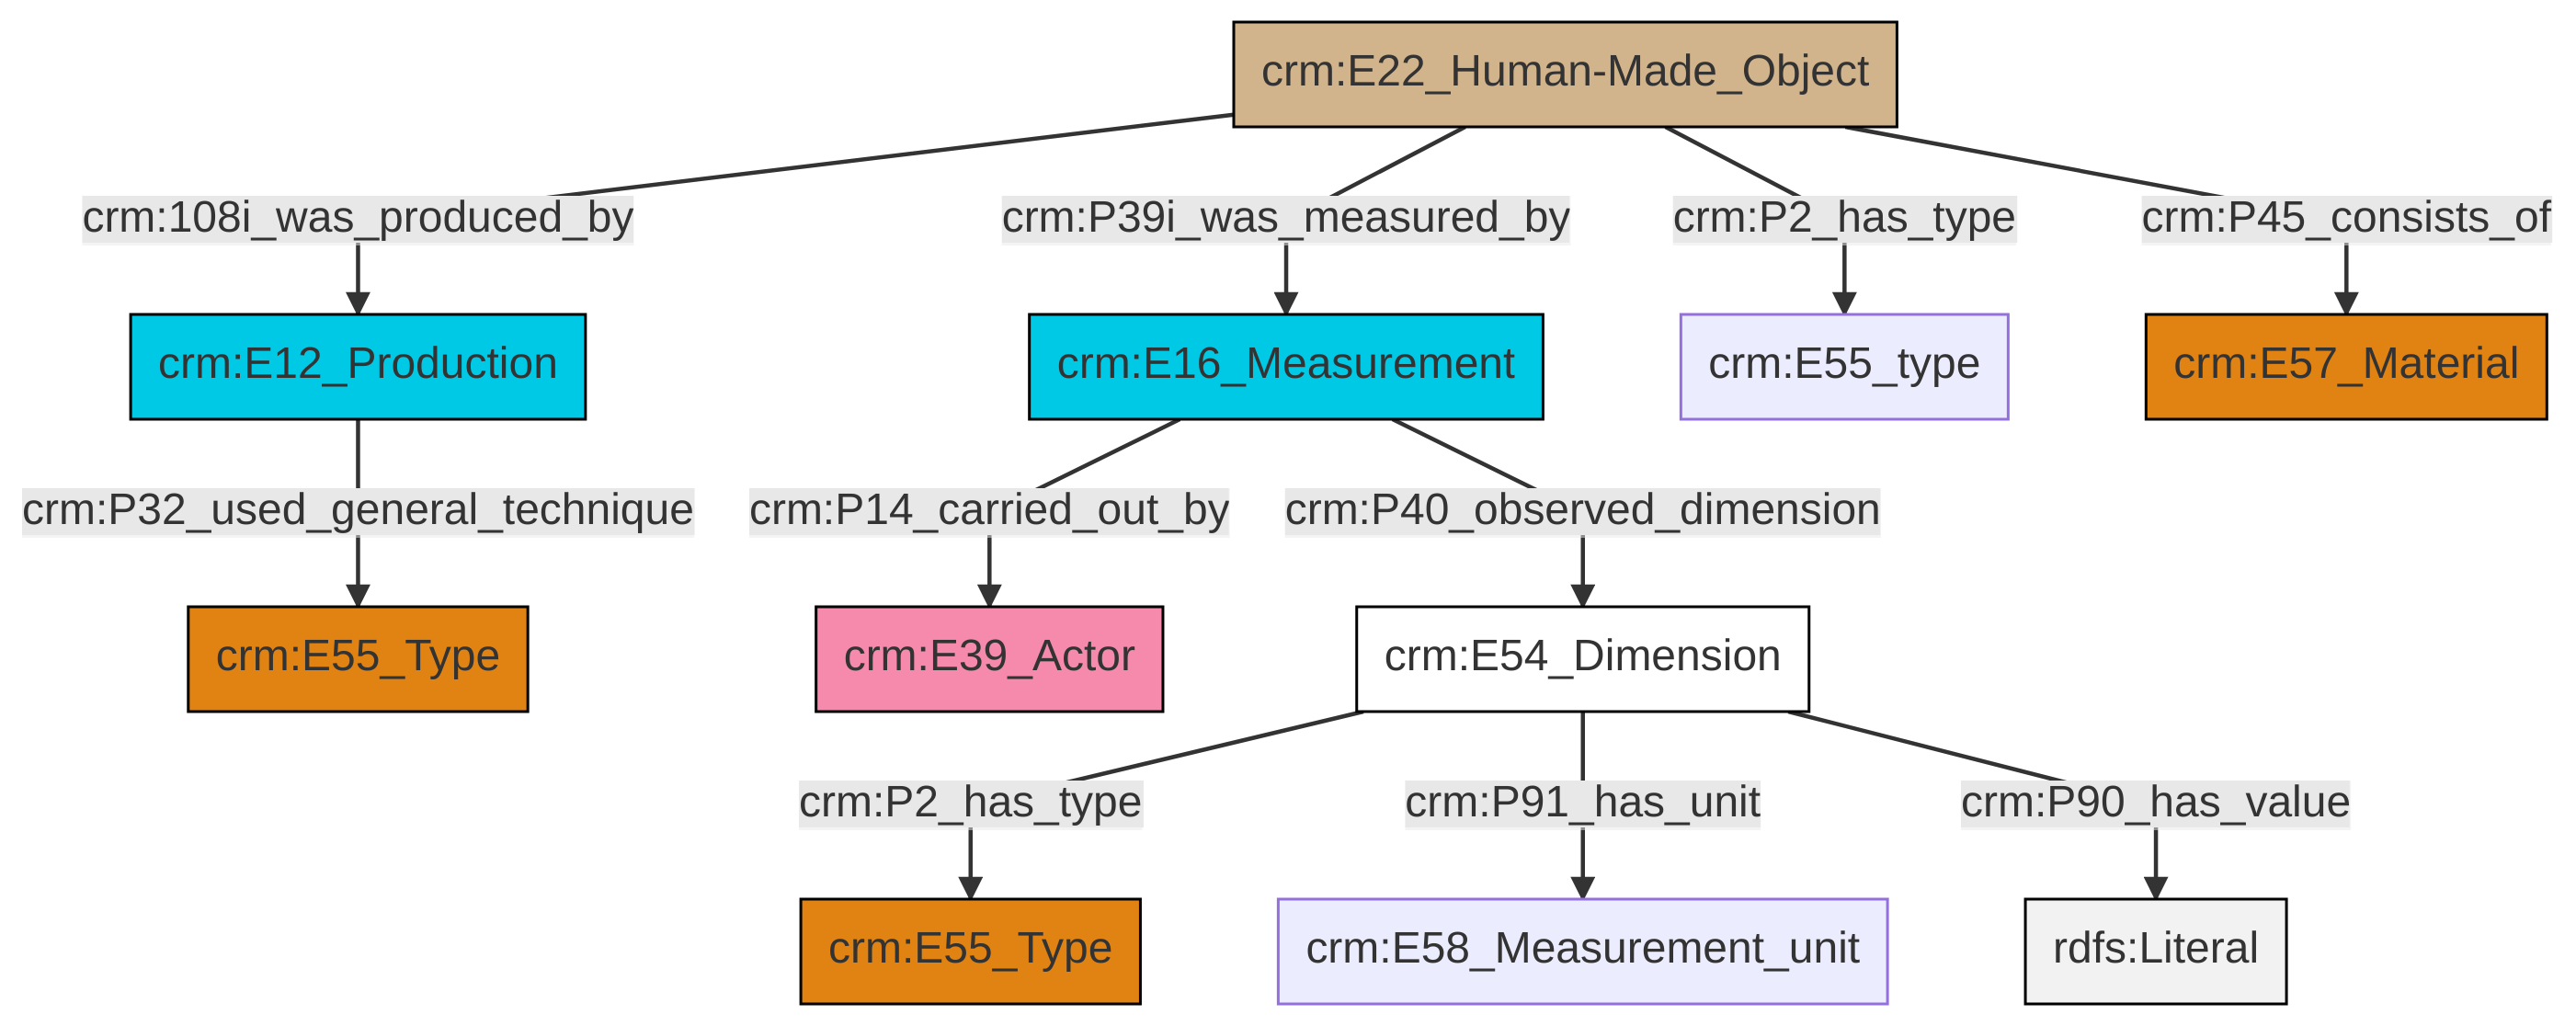 crm:E22_Human-Made_Object
crm:108i_was_produced_by
crm:P39i_was_measured_by
crm:P2_has_type
crm:P45_consists_of
crm:E12_Production
crm:E16_Measurement
crm:E55_type
crm:E57_Material
crm:P32_used_general_technique
crm:P14_carried_out_by
crm:P40_observed_dimension
crm:E55_Type
crm:E39_Actor
crm:E54_Dimension
crm:P2_has_type
crm:P91_has_unit
crm:P90_has_value
crm:E55_Type
crm:E58_Measurement_unit
rdfs:Literal